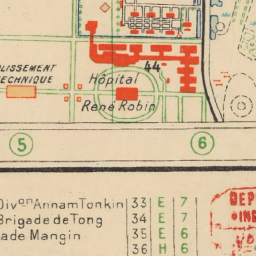 BLISSEMENT
TECHNIQUE
Hôpital
René Robin
44
5
6
Divon Annam Tonkin 33 E 7
Brigade de Tong 34 E 7
ade Mangin 35 E 6
36 H 6
DEP